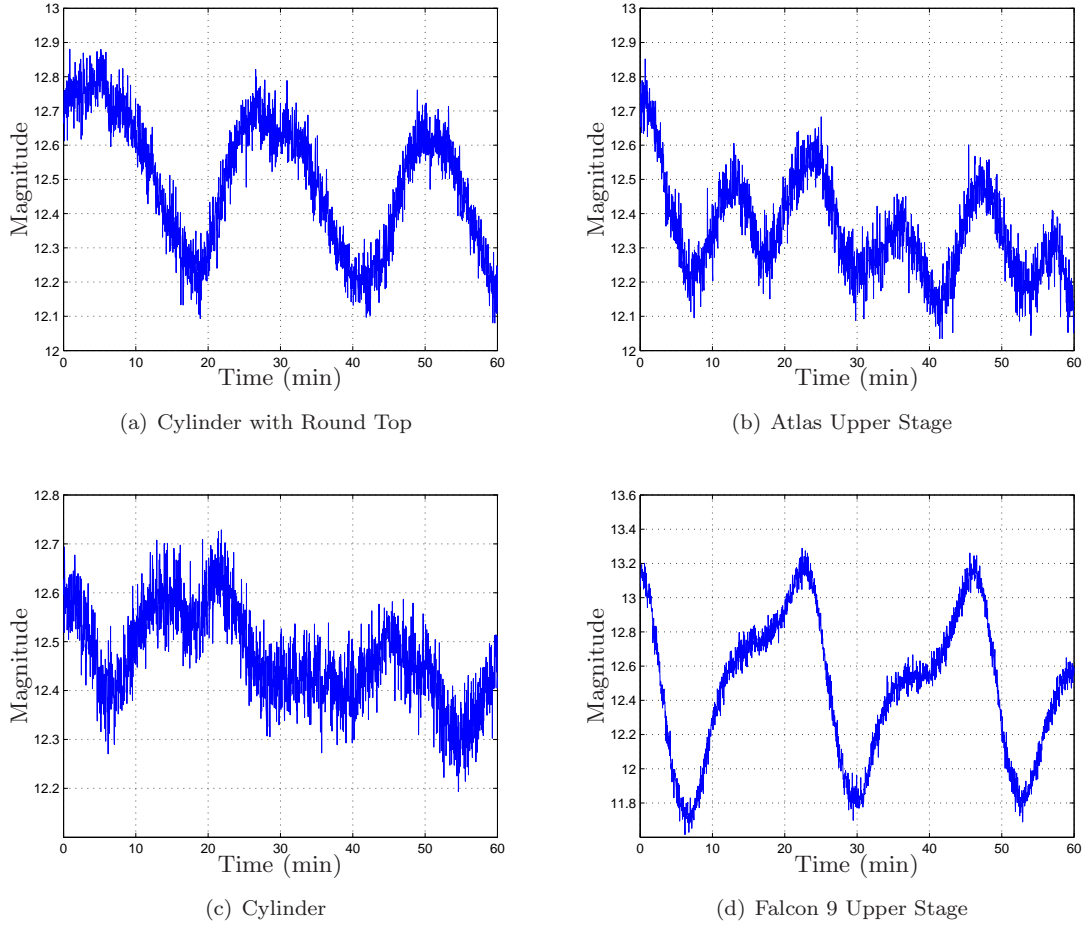 13
12.9
12.8
12.7
12.6
12.5
12.4
12.3
12.2
12.1
12
Magnitude
0 10 20 30 40 50 60
Time (min)
(a) Cylinder with Round Top
13
12.9
12.8
12.7
12.6
12.5
12.4
12.3
12.2
12.1
12
Magnitude
0 10 20 30 40 50 60
Time (min)
(b) Atlas Upper Stage
12.8
12.7
12.6
12.5
12.4
12.3
12.2
Magnitude
0 10 20 30 40 50 60
Time (min)
(c) Cylinder
13.6
13.4
13.2
13
12.8
12.6
12.4
12.2
12
11.8
Magnitude
0 10 20 30 40 50 60
Time (min)
(d) Falcon 9 Upper Stage